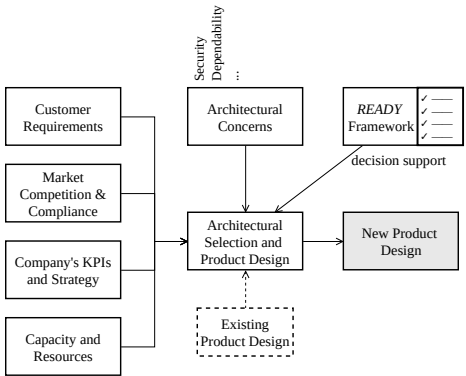 Security
Dependability
...
Customer
Requirements
Architectural
Concerns
READY
Framework
✓
✓
✓
✓
decision support
Market
Competition &
Compliance
Architectural
Selection and
Product Design
New Product
Design
Company's KPIs
and Strategy
Existing
Product Design
Capacity and
Resources